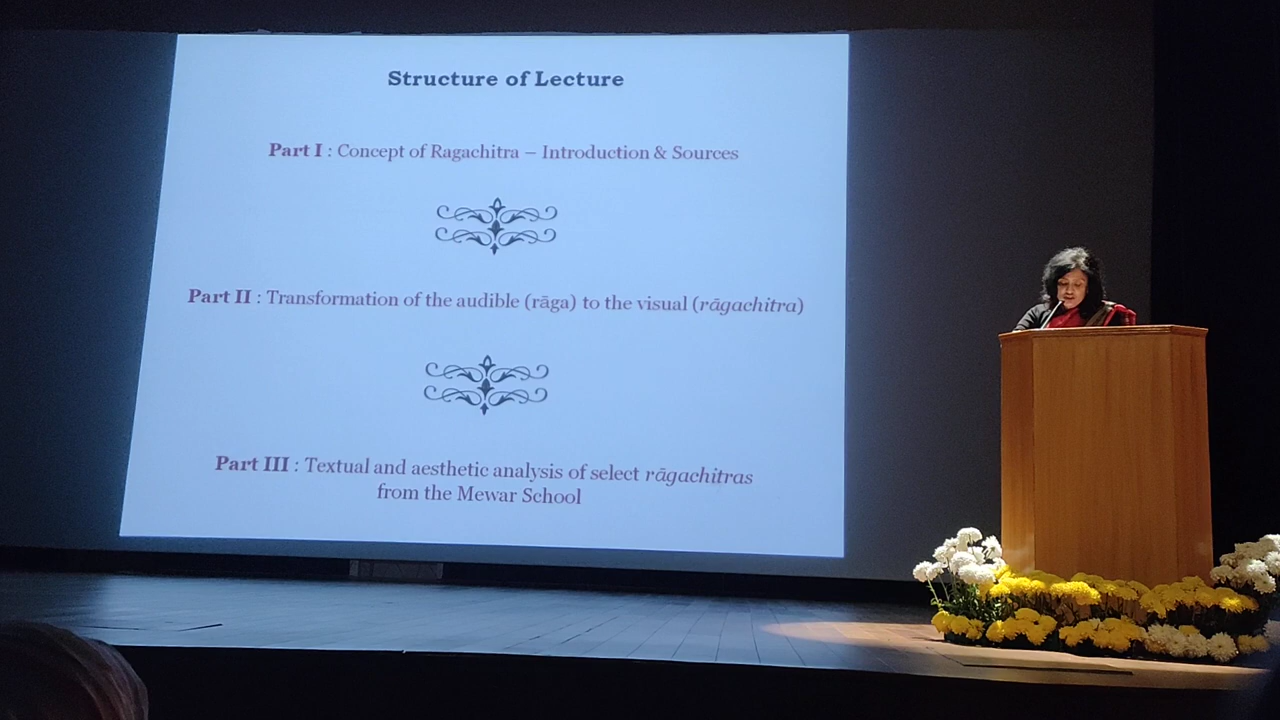 Structure of Lecture
Part I : Concept of Ragachitra – Introduction & Sources
Part II : Transformation of the audible (rāga) to the visual (rāgachitra)
Part III : Textual and aesthetic analysis of select rāgachitras
from the Mewar School